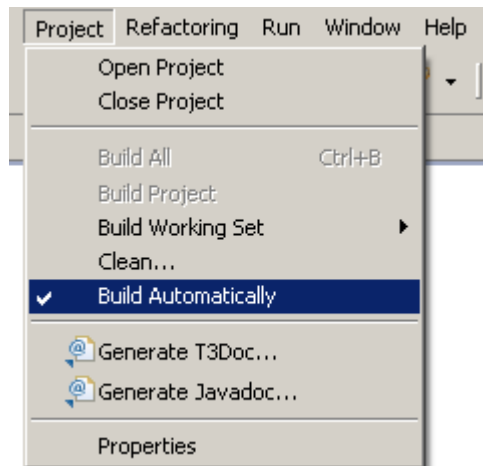 Project Refactoring Run Window Help
Open Project
Close Project
Build All Ctrl+B
Build Project
Build Working Set
Clean...
Build Automatically
Generate T3Doc...
Generate Javadoc...
Properties